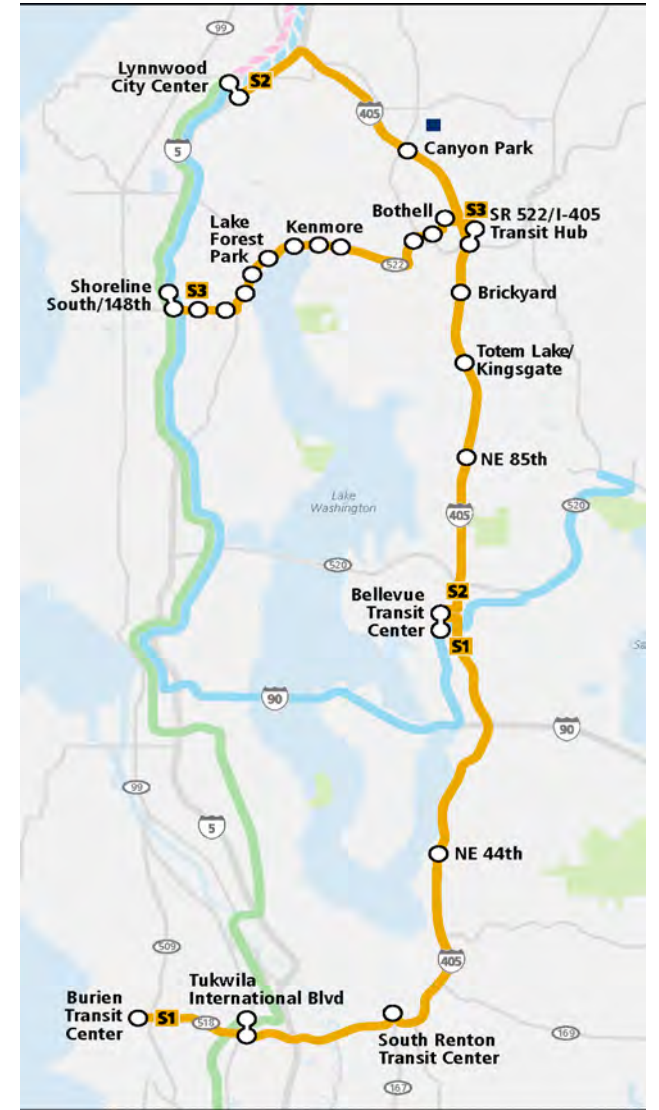 99
Lynnwood
City Center
S2
405
5
Canyon Park
Bothell
S3
SR 522/I-405
Transit Hub
Lake
Forest
Park
Kenmore
522
Shoreline
South/148th
S3
Brickyard
Totem Lake/
Kingsgate
NE 85th
Lake
Washington
405
520
520
S2
Bellevue
Transit
Center
S1
Sa
90
90
99
5
NE 44th
509
405
Tukwila
International Blvd
Burien
Transit
Center
S1
518
South Renton
Transit Center
169
167